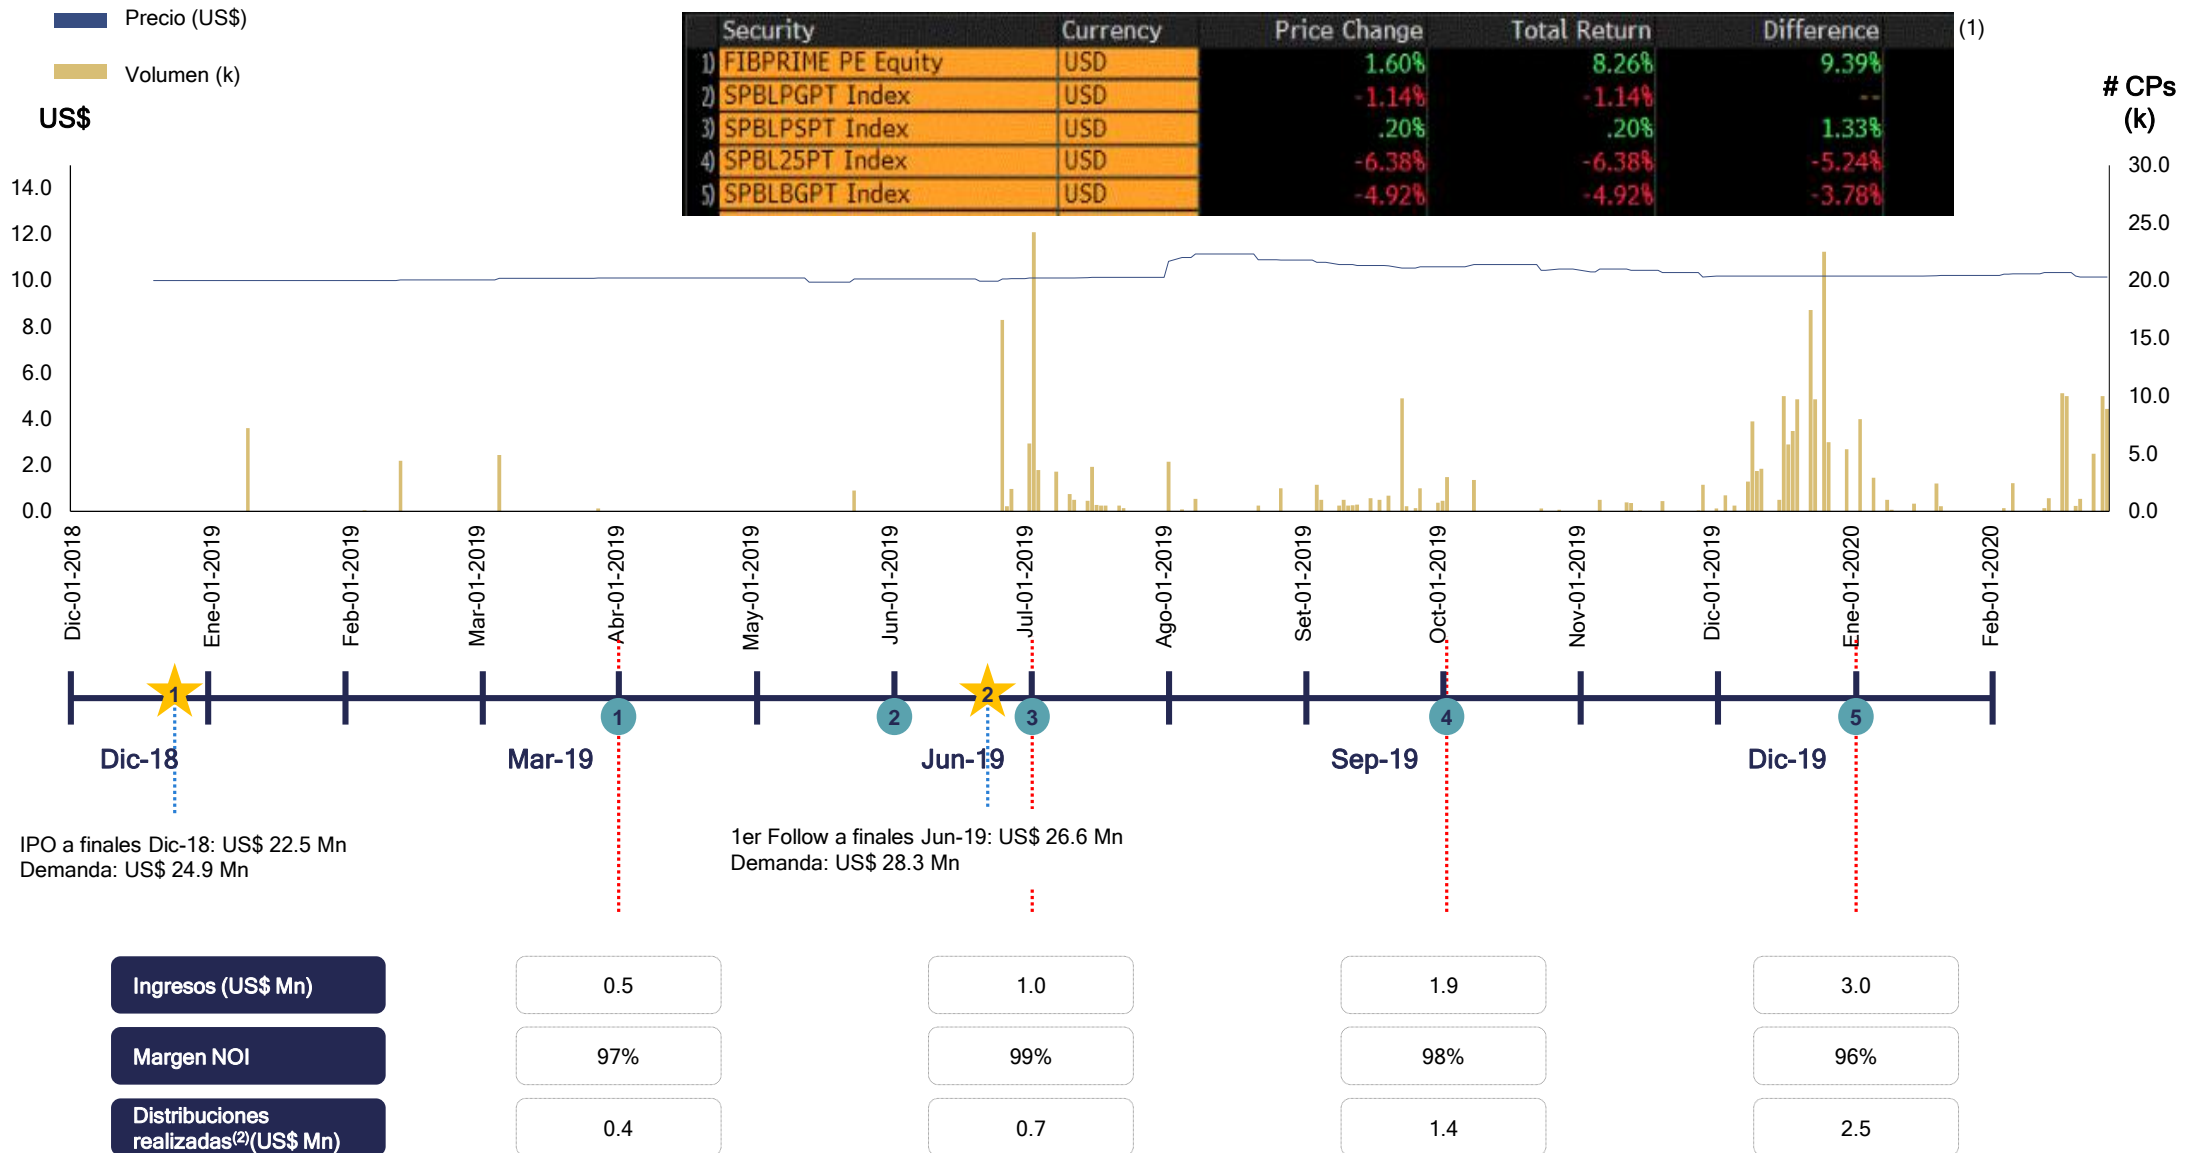 Precio (US$)
Volumen (k)
US$
Security Currency Price Change Total Return Difference
(1)
1) FIBPRIME PE Equity USD 1.60% 8.26% 9.39%
2) SPBLPGPT Index USD -1.14% -1.14% --
3) SPBLPSPT Index USD .20% .20% 1.33%
4) SPBL25PT Index USD -6.38% -6.38% -5.24%
5) SPBLBGPT Index USD -4.92% -4.92% -3.78%
# CPs
(k)
14.0
12.0
10.0
8.0
6.0
4.0
2.0
0.0
30.0
25.0
20.0
15.0
10.0
5.0
0.0
Dic-01-2018
Ene-01-2019
Feb-01-2019
Mar-01-2019
Abr-01-2019
May-01-2019
Jun-01-2019
Jul-01-2019
Ago-01-2019
Set-01-2019
Oct-01-2019
Nov-01-2019
Dic-01-2019
Ene-01-2020
Feb-01-2020
1
2
1
2
3
4
5
Dic-18
Mar-19
Jun-19
Sep-19
Dic-19
IPO a finales Dic-18: US$ 22.5 Mn
Demanda: US$ 24.9 Mn
1er Follow a finales Jun-19: US$ 26.6 Mn
Demanda: US$ 28.3 Mn
Ingresos (US$ Mn) 0.5 1.0 1.9 3.0
Margen NOI 97% 99% 98% 96%
Distribuciones
realizadas(2)(US$ Mn) 0.4 0.7 1.4 2.5